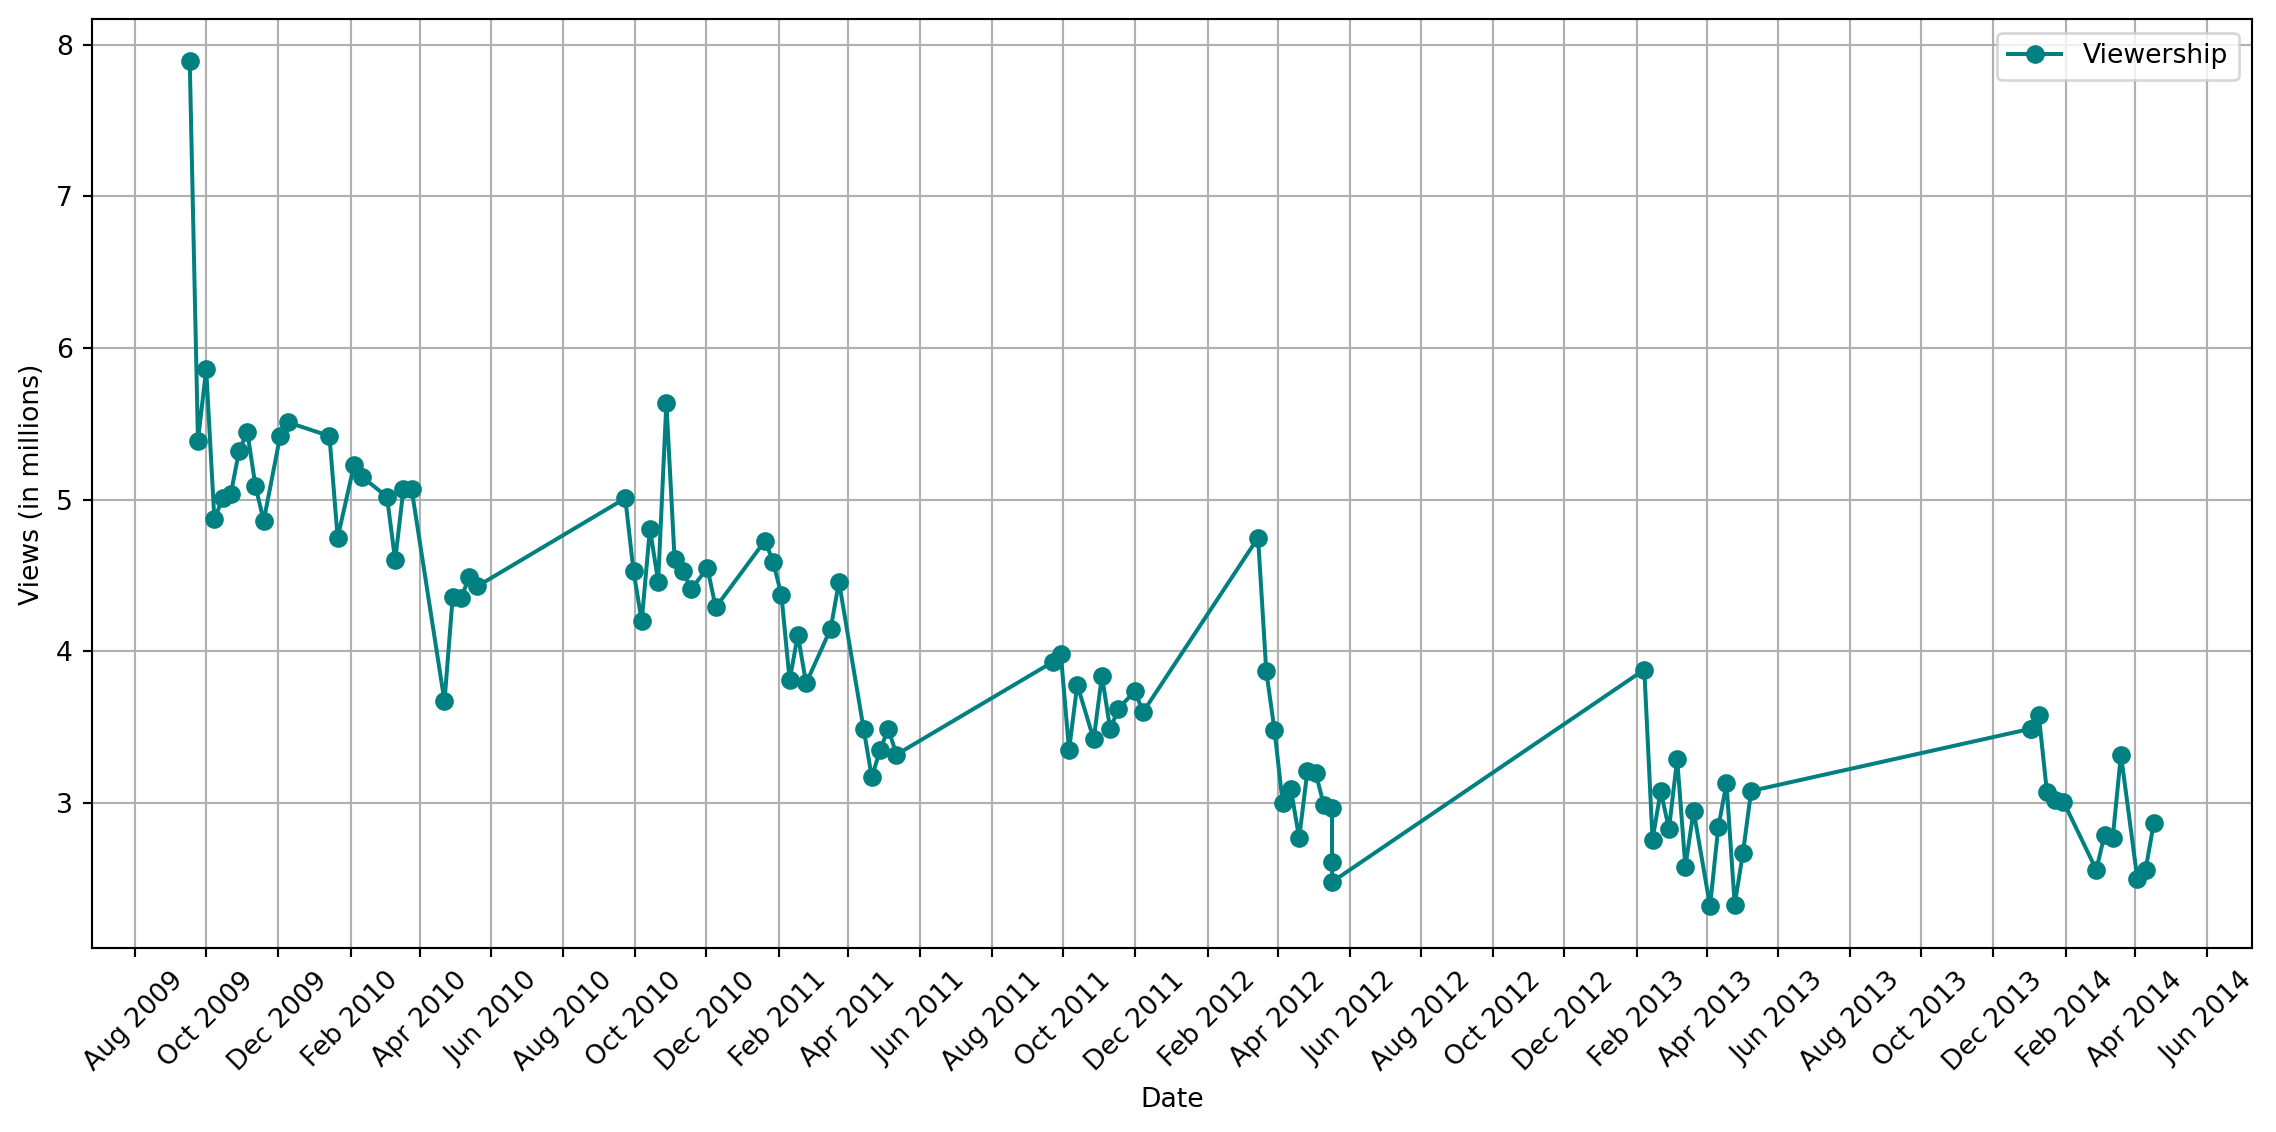 Viewership
8
7
6
5
4
3
Views (in millions)
Aug 2009
Oct 2009
Dec 2009
Feb 2010
Apr 2010
Jun 2010
Aug 2010
Oct 2010
Dec 2010
Feb 2011
Apr 2011
Jun 2011
Aug 2011
Oct 2011
Dec 2011
Feb 2012
Apr 2012
Jun 2012
Aug 2012
Oct 2012
Dec 2012
Feb 2013
Apr 2013
Jun 2013
Aug 2013
Oct 2013
Dec 2013
Feb 2014
Apr 2014
Jun 2014
Date